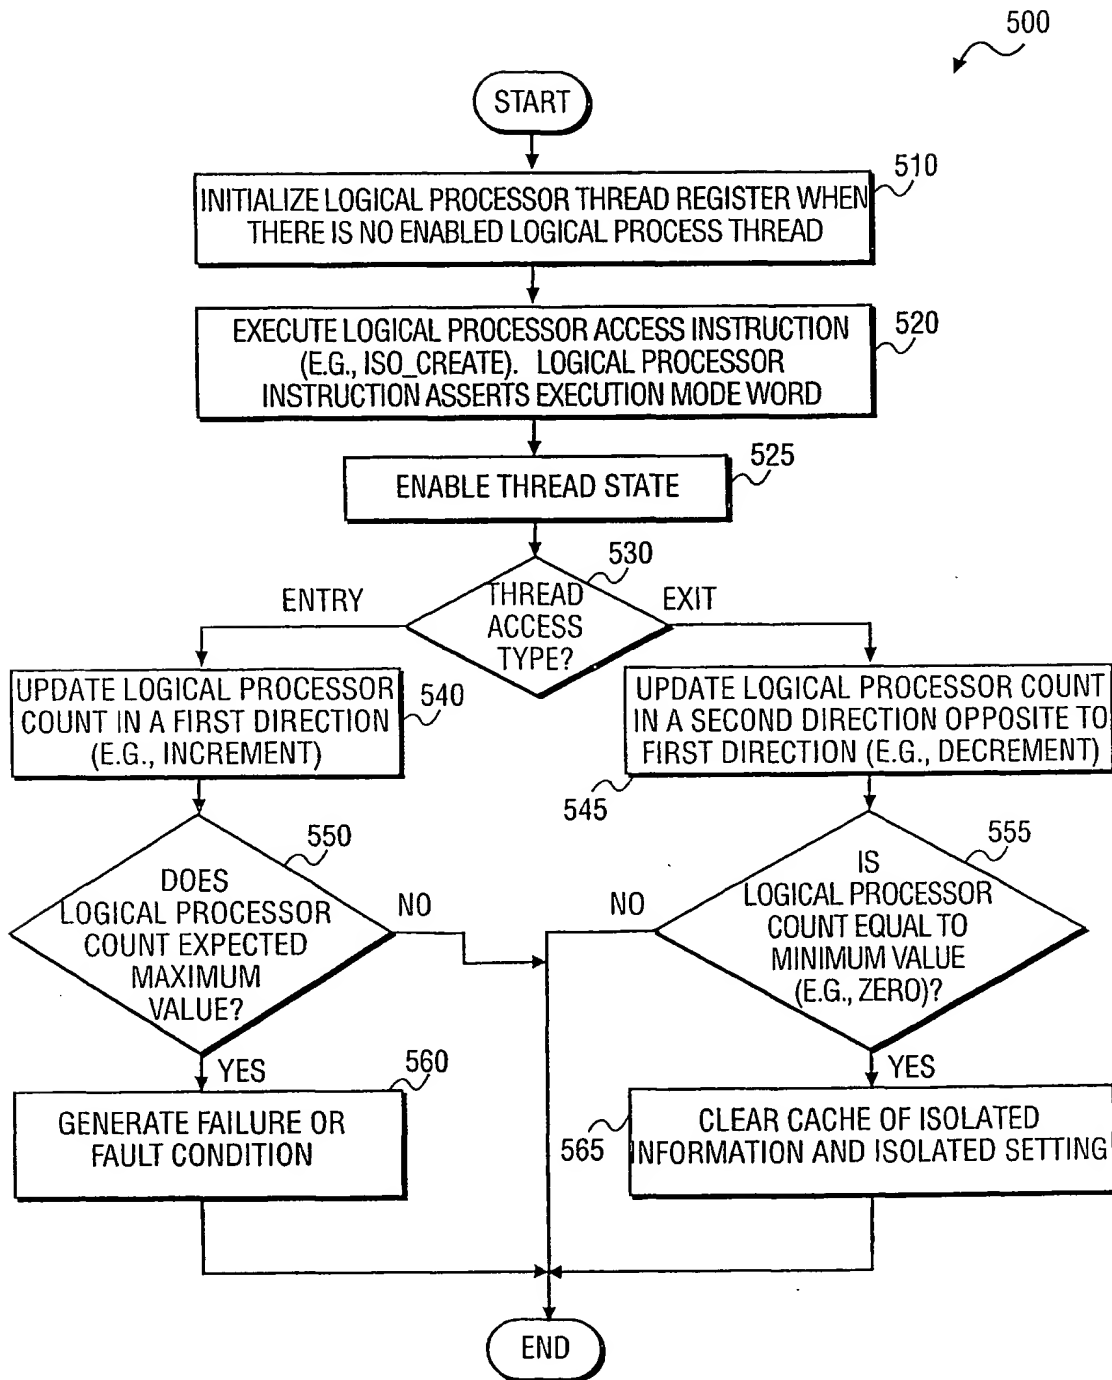 500
START
510
INITIALIZE LOGICAL PROCESSOR THREAD REGISTER WHEN
THERE IS NO ENABLED LOGICAL PROCESS THREAD
EXECUTE LOGICAL PROCESSOR ACCESS INSTRUCTION
(E.G., ISO_CREATE). LOGICAL PROCESSOR
INSTRUCTION ASSERTS EXECUTION MODE WORD
520
525
ENABLE THREAD STATE
530
ENTRY
THREAD
ACCESS
TYPE?
EXIT
UPDATE LOGICAL PROCESSOR
COUNT IN A FIRST DIRECTION
(E.G., INCREMENT)
540
UPDATE LOGICAL PROCESSOR COUNT
IN A SECOND DIRECTION OPPOSITE TO
FIRST DIRECTION (E.G., DECREMENT)
545
550
DOES
LOGICAL PROCESSOR
COUNT EXPECTED
MAXIMUM
VALUE?
NO
555
IS
LOGICAL PROCESSOR
COUNT EQUAL TO
MINIMUM VALUE
(E.G., ZERO)?
NO
YES
560
GENERATE FAILURE OR
FAULT CONDITION
YES
565
CLEAR CACHE OF ISOLATED
INFORMATION AND ISOLATED SETTING
END